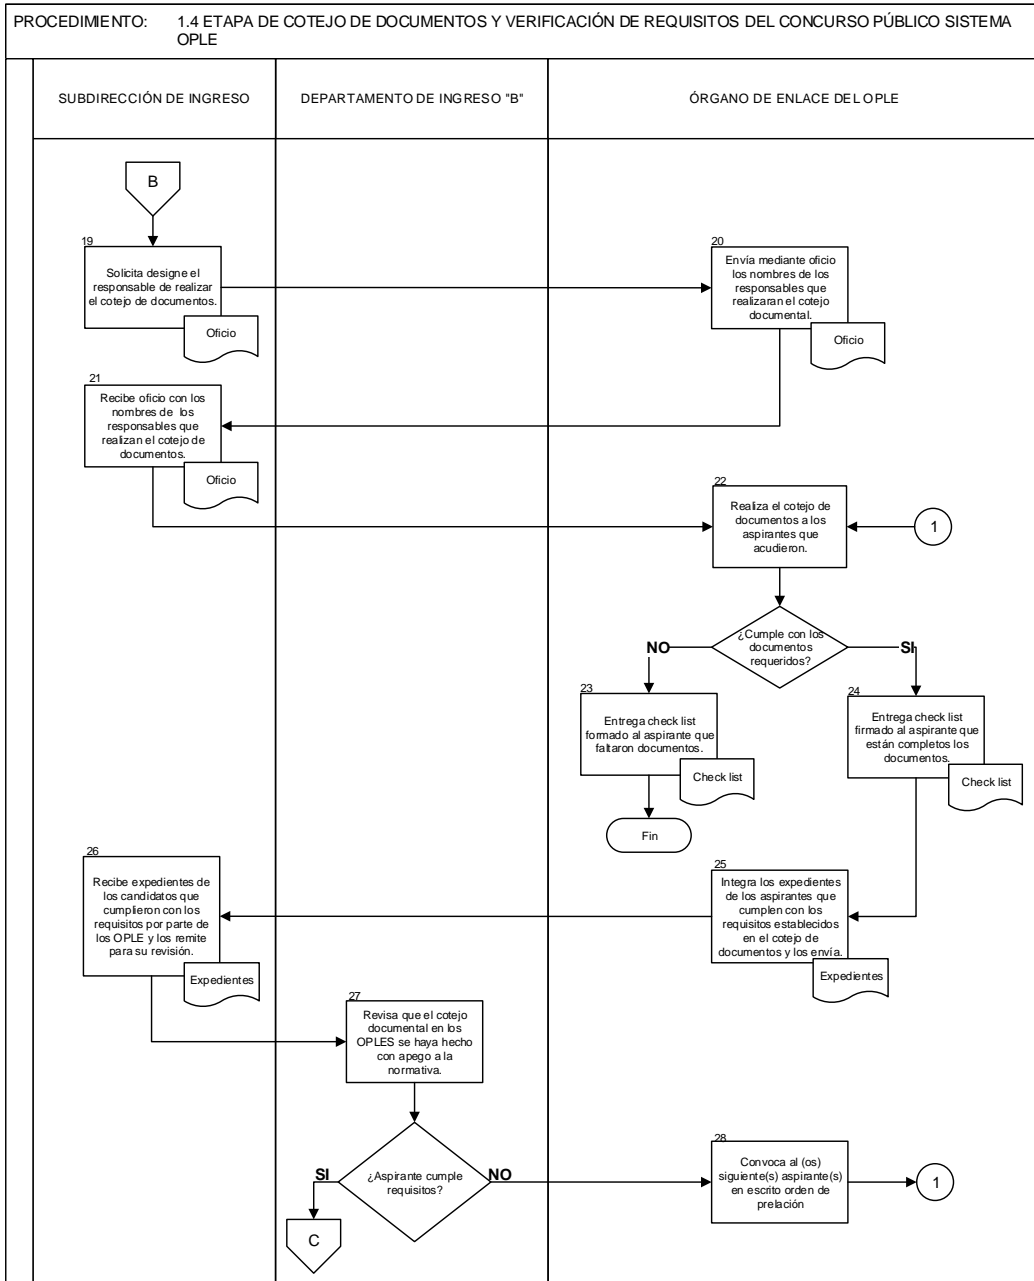 PROCEDIMIENTO: 1.4 ETAPA DE COTEJO DE DOCUMENTOS Y VERIFICACIÓN DE REQUISITOS DEL CONCURSO PÚBLICO SISTEMA
OPLE
SUBDIRECCIÓN DE INGRESO
DEPARTAMENTO DE INGRESO "B"
ÓRGANO DE ENLACE DEL OPLE
B
19
Solicita designe el
responsable de realizar
el cotejo de documentos.
Oficio
20
Envía mediante oficio
los nombres de los
responsables que
realizaran el cotejo
documental.
Oficio
21
Recibe oficio con los
nombres de los
responsables que
realizan el cotejo de
documentos.
Oficio
22
Realiza el cotejo de
documentos a los
aspirantes que
acudieron.
1
¿Cumple con los
documentos
requeridos?
NO
SI
23
Entrega check list
formado al aspirante que
faltaron documentos.
Check list
Fin
24
Entrega check list
firmado al aspirante que
están completos los
documentos.
Check list
25
Integra los expedientes
de los aspirantes que
cumplen con los
requisitos establecidos
en el cotejo de
documentos y los envía.
Expedientes
26
Recibe expedientes de
los candidatos que
cumplieron con los
requisitos por parte de
los OPLE y los remite
para su revisión.
Expedientes
27
Revisa que el cotejo
documental en los
OPLES se haya hecho
con apego a la
normativa.
¿Aspirante cumple
requisitos?
SI
NO
C
28
Convoca al (os)
siguiente(s) aspirante(s)
en escrito orden de
prelación
1